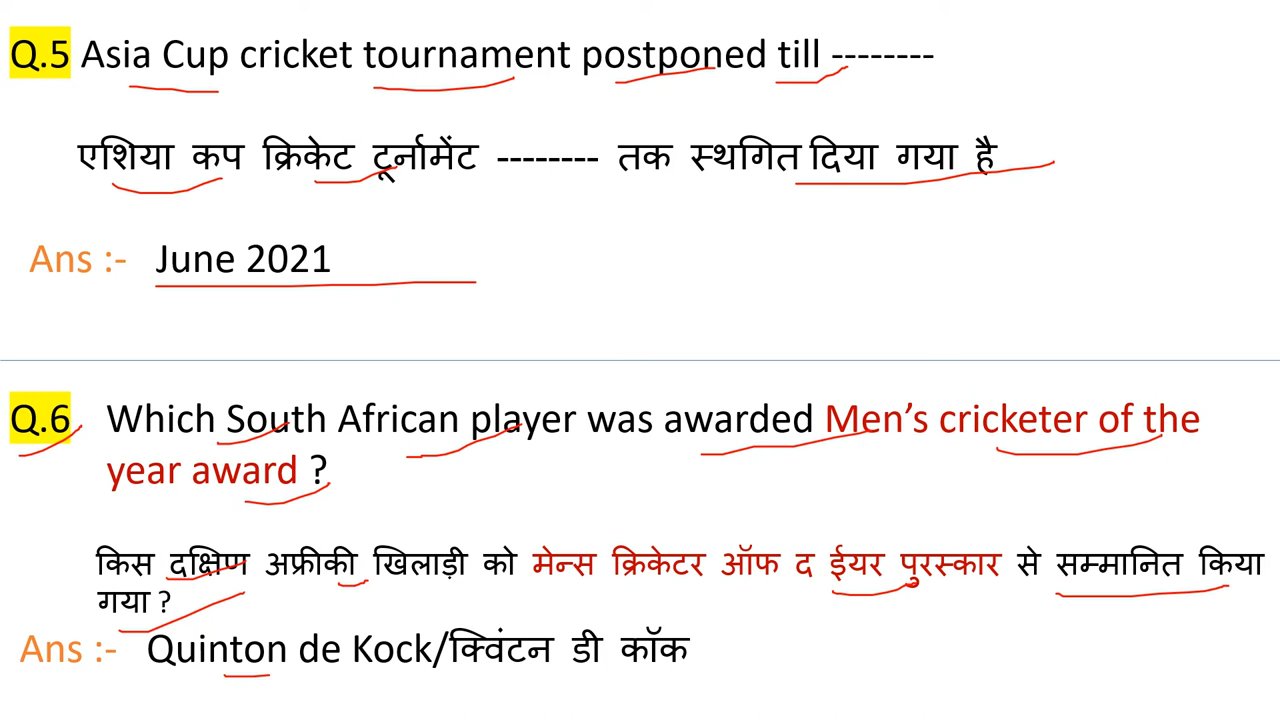 Q.5 Asia Cup cricket tournament postponed till --------
एशिया कप क्रिकेट टूर्नामेंट -------- तक स्थगित दिया गया है
Ans :- June 2021
Q.6 Which South African player was awarded Men’s cricketer of the
year award ?
किस दक्षिण अफ्रीकी खिलाड़ी को मेन्स क्रिकेटर ऑफ द ईयर पुरस्कार से सम्मानित किया
गया ?
Ans :- Quinton de Kock/क्विंटन डी कॉक